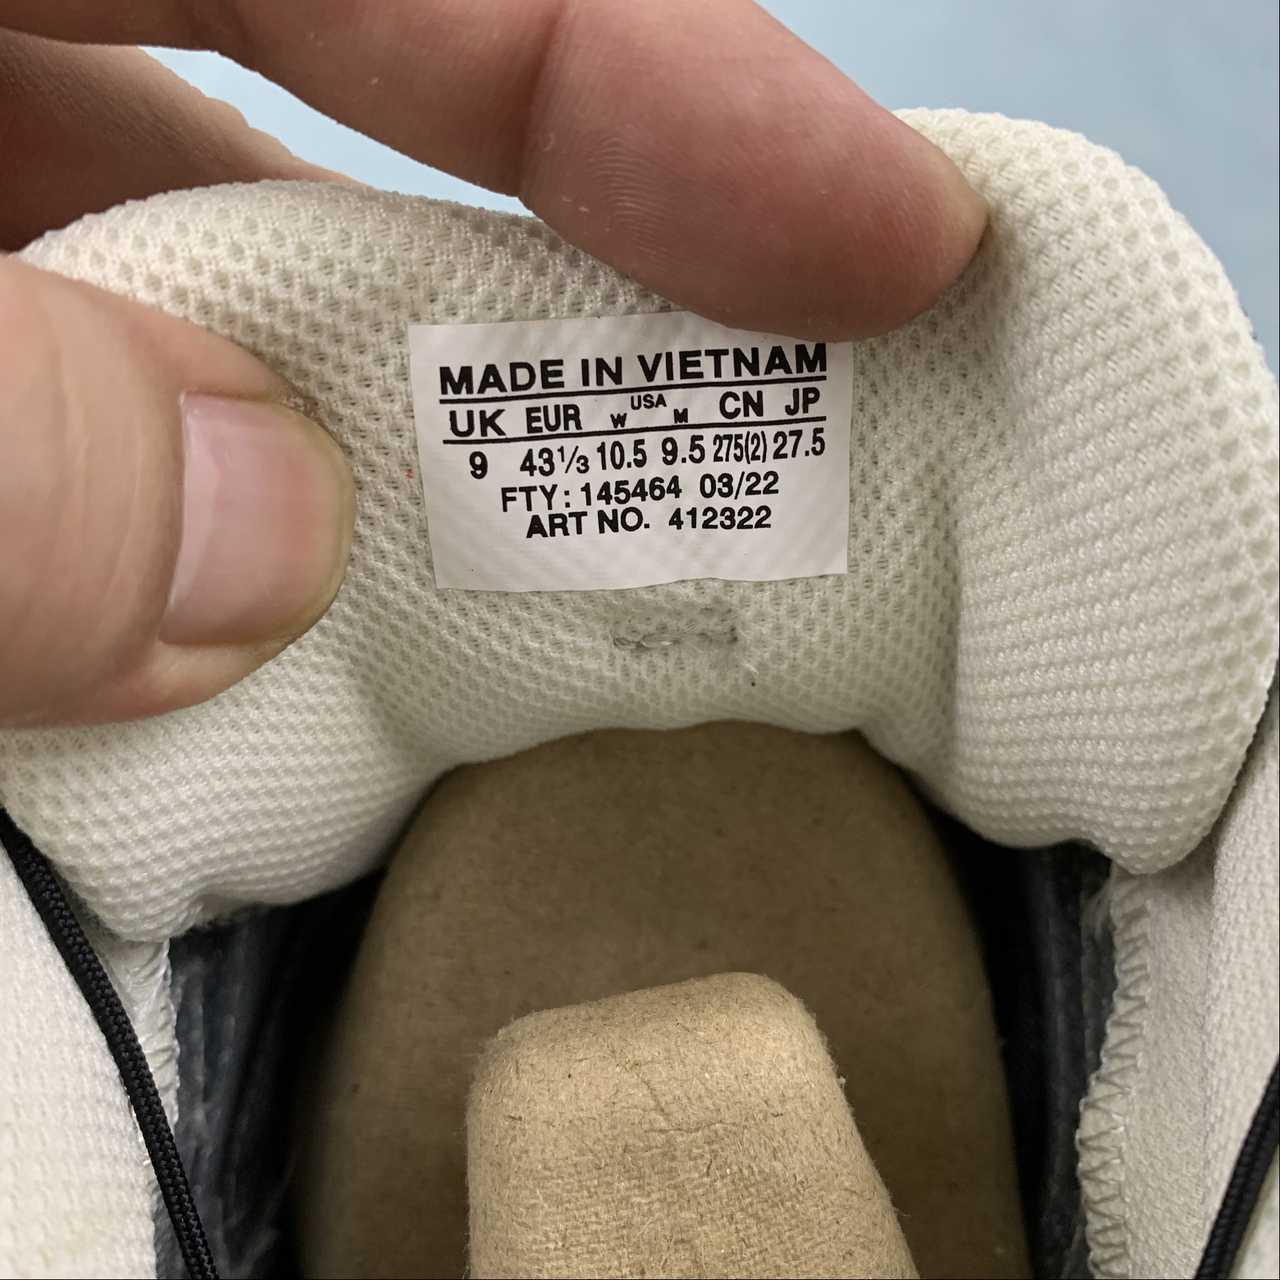 MADE IN VIETNAM
UK EUR W USA M CN JP
9 43⅓ 10.5 9.5 275(2) 27.5
FTY: 145464 03/22
ART NO. 412322